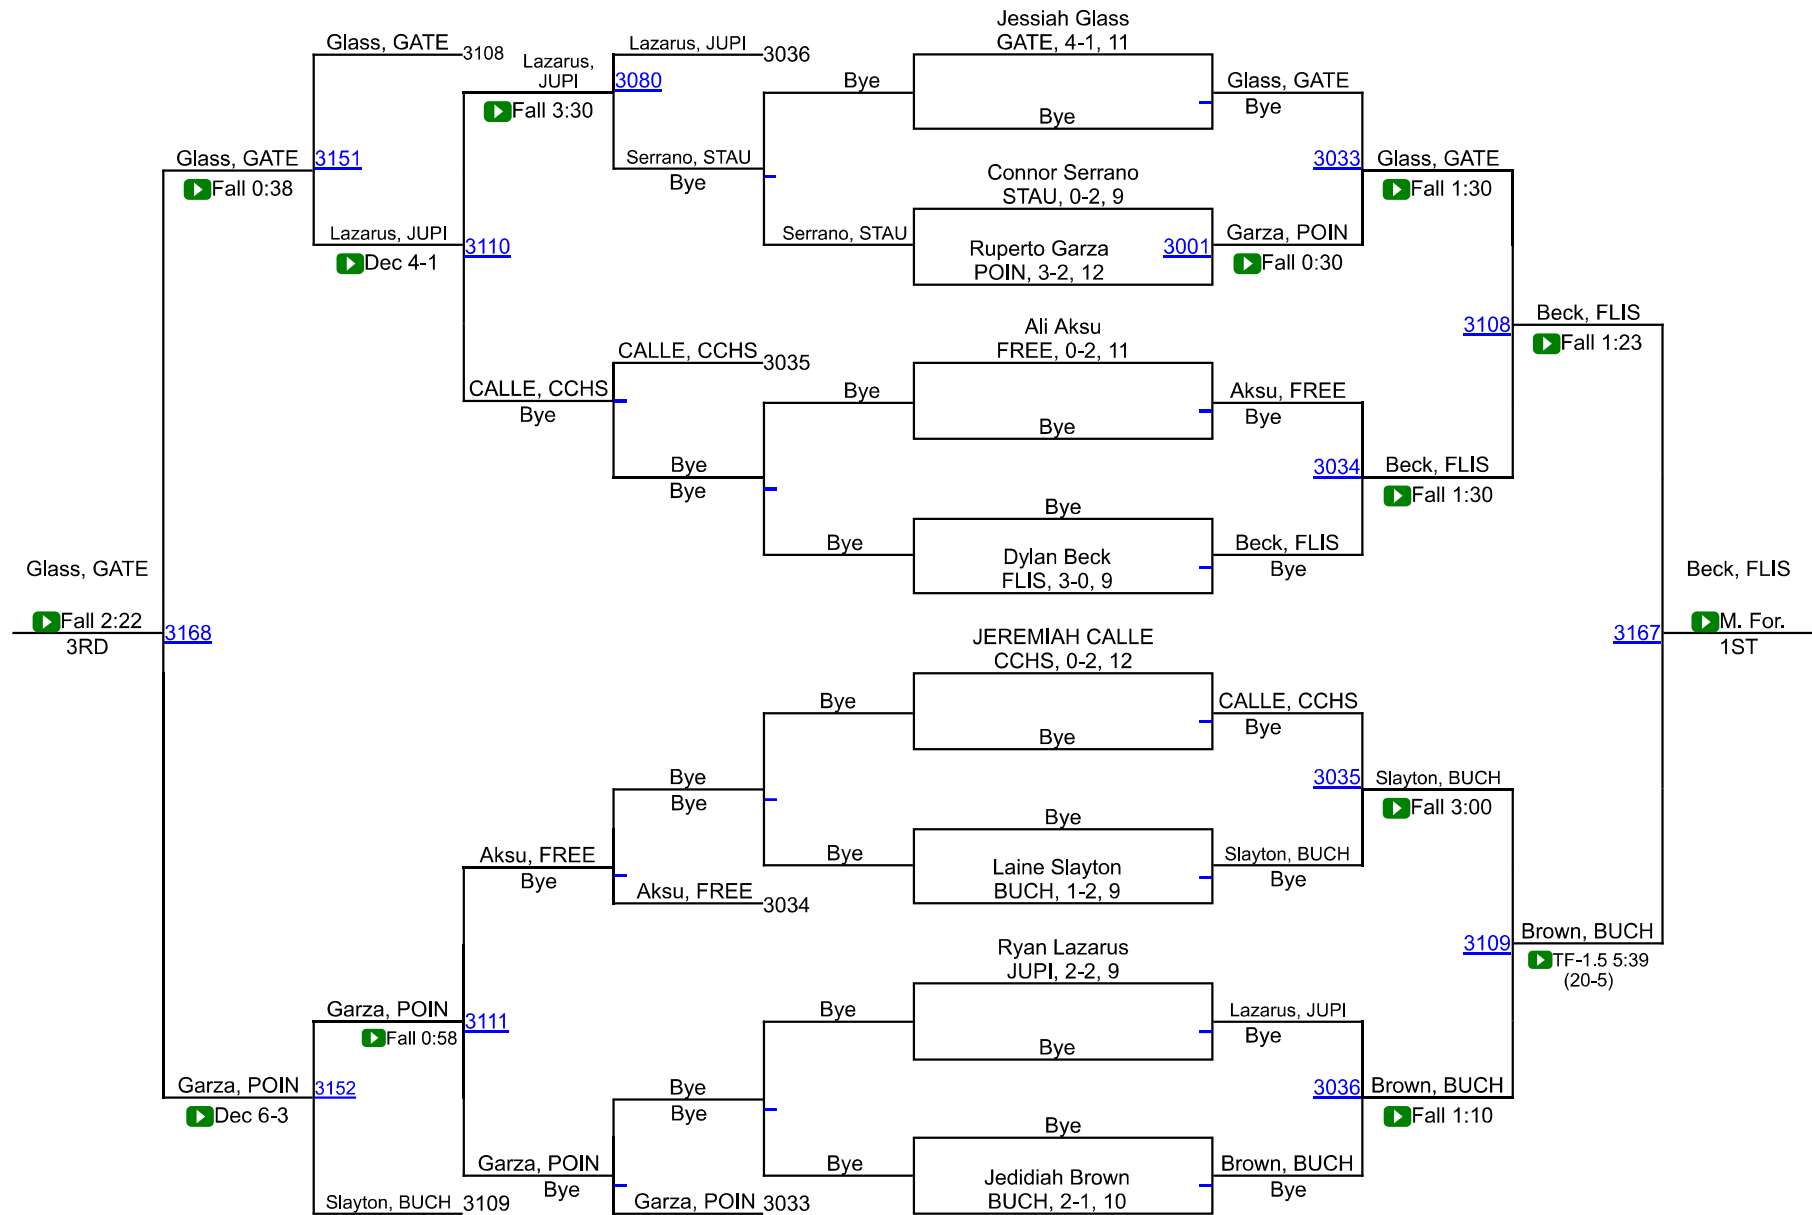 Jessiah Glass
GATE, 4-1, 11
Glass, GATE
3108
Lazarus, JUPI
3036
Lazarus,
JUPI
3080
Fall 3:30
Bye
Bye
Glass, GATE
Bye
Glass, GATE
3151
Fall 0:38
Serrano, STAU
Bye
Connor Serrano
STAU, 0-2, 9
3033
Glass, GATE
Fall 1:30
Lazarus, JUPI
3110
Dec 4-1
Serrano, STAU
Ruperto Garza
POIN, 3-2, 12
3001
Garza, POIN
Fall 0:30
Ali Aksu
FREE, 0-2, 11
3108
Beck, FLIS
Fall 1:23
CALLE, CCHS
3035
CALLE, CCHS
Bye
Bye
Bye
Aksu, FREE
Bye
Bye
Bye
3034
Beck, FLIS
Fall 1:30
Bye
Bye
Dylan Beck
FLIS, 3-0, 9
Beck, FLIS
Bye
Glass, GATE
Fall 2:22
3RD
3168
Beck, FLIS
3167
M. For.
1ST
JEREMIAH CALLE
CCHS, 0-2, 12
Bye
Bye
CALLE, CCHS
Bye
Bye
Bye
3035
Slayton, BUCH
Fall 3:00
Bye
Bye
Laine Slayton
BUCH, 1-2, 9
Slayton, BUCH
Bye
Aksu, FREE
Bye
Aksu, FREE
3034
Ryan Lazarus
JUPI, 2-2, 9
3109
Brown, BUCH
TF-1.5 5:39
(20-5)
Garza, POIN
3111
Fall 0:58
Bye
Bye
Lazarus, JUPI
Bye
Garza, POIN
3152
Dec 6-3
Bye
Bye
3036
Brown, BUCH
Fall 1:10
Bye
Garza, POIN
Bye
Bye
Jedidiah Brown
BUCH, 2-1, 10
Brown, BUCH
Bye
Slayton, BUCH
3109
Garza, POIN
3033